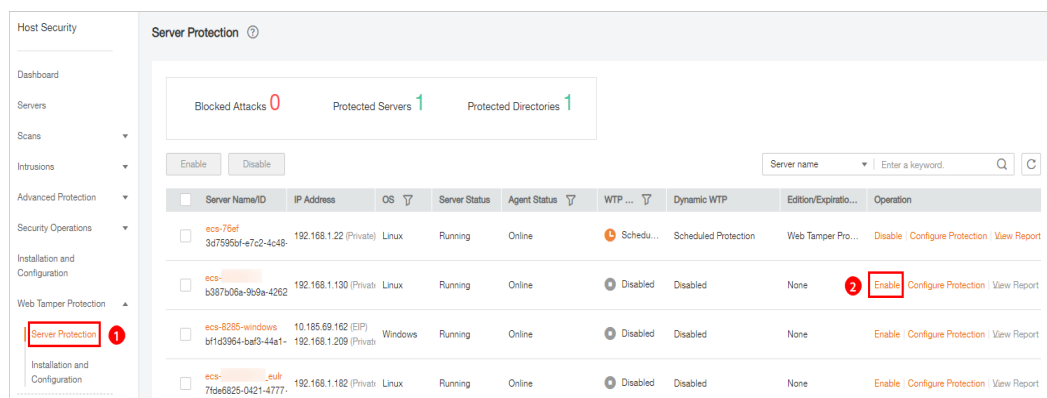 Host Security
Server Protection ?
Dashboard
Servers
Scans
Intrusions
Advanced Protection
Security Operations
Installation and
Configuration
Web Tamper Protection
Server Protection
1
Installation and
Configuration
Blocked Attacks 0 Protected Servers 1 Protected Directories 1
Enable Disable Server name Enter a keyword.
Server Name/ID IP Address OS Server Status Agent Status WTP ... Dynamic WTP Edition/Expiratio... Operation
ecs-76ef
3d7595bf-e7c2-4c48- 192.168.1.22 (Private) Linux Running Online Schedu... Scheduled Protection Web Tamper Pro... Disable Configure Protection View Report
ecs-
b387b06a-9b9a-4262 192.168.1.130 (Private Linux Running Online Disabled Disabled None 2 Enable Configure Protection View Report
ecs-8285-windows 10.185.69.162 (EIP)
bf1d3964-baf3-44a1- 192.168.1.209 (Private Windows Running Online Disabled Disabled None Enable Configure Protection View Report
ecs- _eulr
7fde6825-0421-4777- 192.168.1.182 (Private Linux Running Online Disabled Disabled None Enable Configure Protection View Report